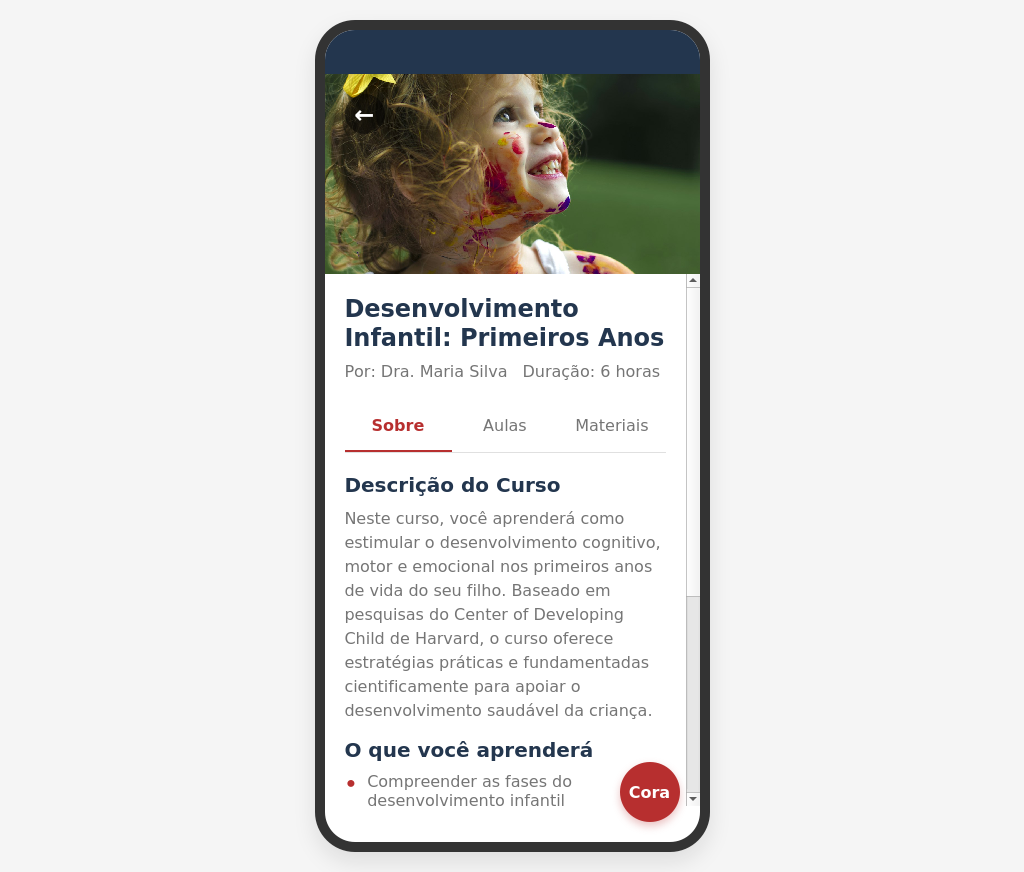 ←
Desenvolvimento
Infantil: Primeiros Anos
Por: Dra. Maria Silva Duração: 6 horas
Sobre Aulas Materiais
Descrição do Curso
Neste curso, você aprenderá como
estimular o desenvolvimento cognitivo,
motor e emocional nos primeiros anos
de vida do seu filho. Baseado em
pesquisas do Center of Developing
Child de Harvard, o curso oferece
estratégias práticas e fundamentadas
cientificamente para apoiar o
desenvolvimento saudável da criança.
O que você aprenderá
• Compreender as fases do
desenvolvimento infantil
Cora